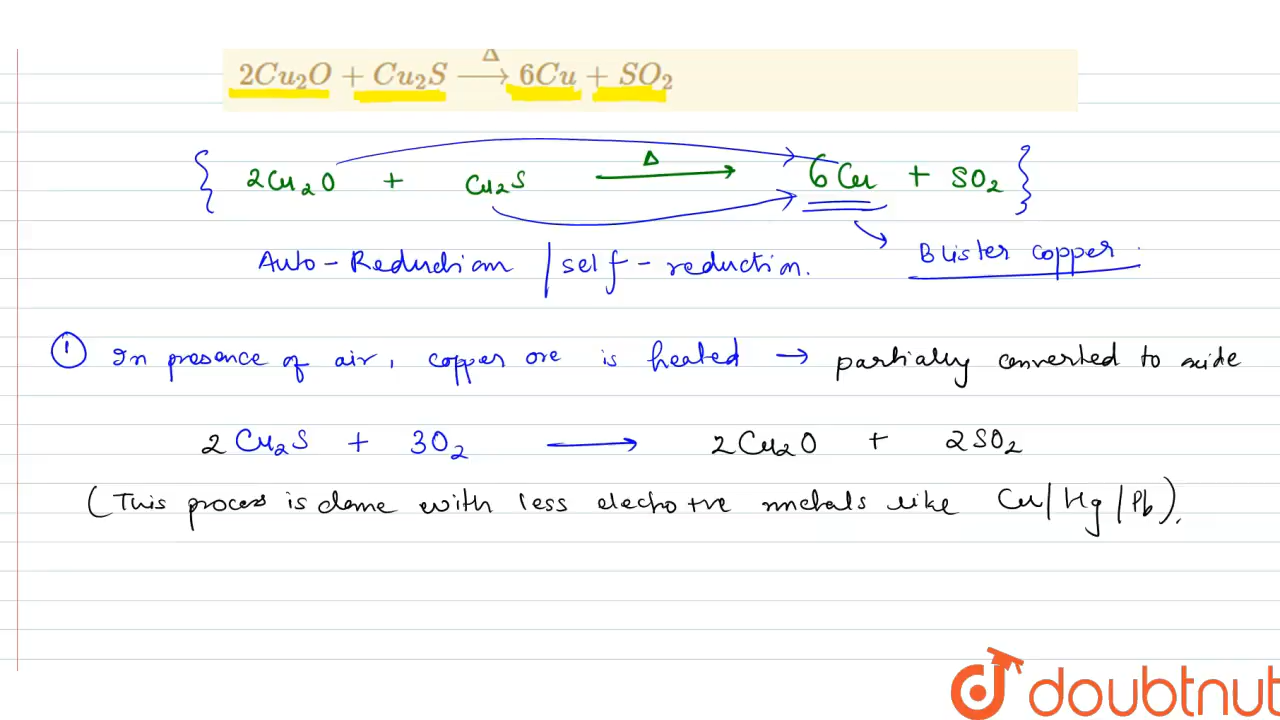 2Cu₂O + Cu₂S —Δ→ 6Cu + SO₂
{ 2Cu₂O + Cu₂S —Δ→ 6Cu + SO₂ }
Auto-Reduction / self-reduction.
Blister copper.
① In presence of air, copper ore is heated → partially converted to oxide
2Cu₂S + 3O₂ → 2Cu₂O + 2SO₂
(This process is done with less electro +ve metals like Cu/Hg/Pb).
doubtnut